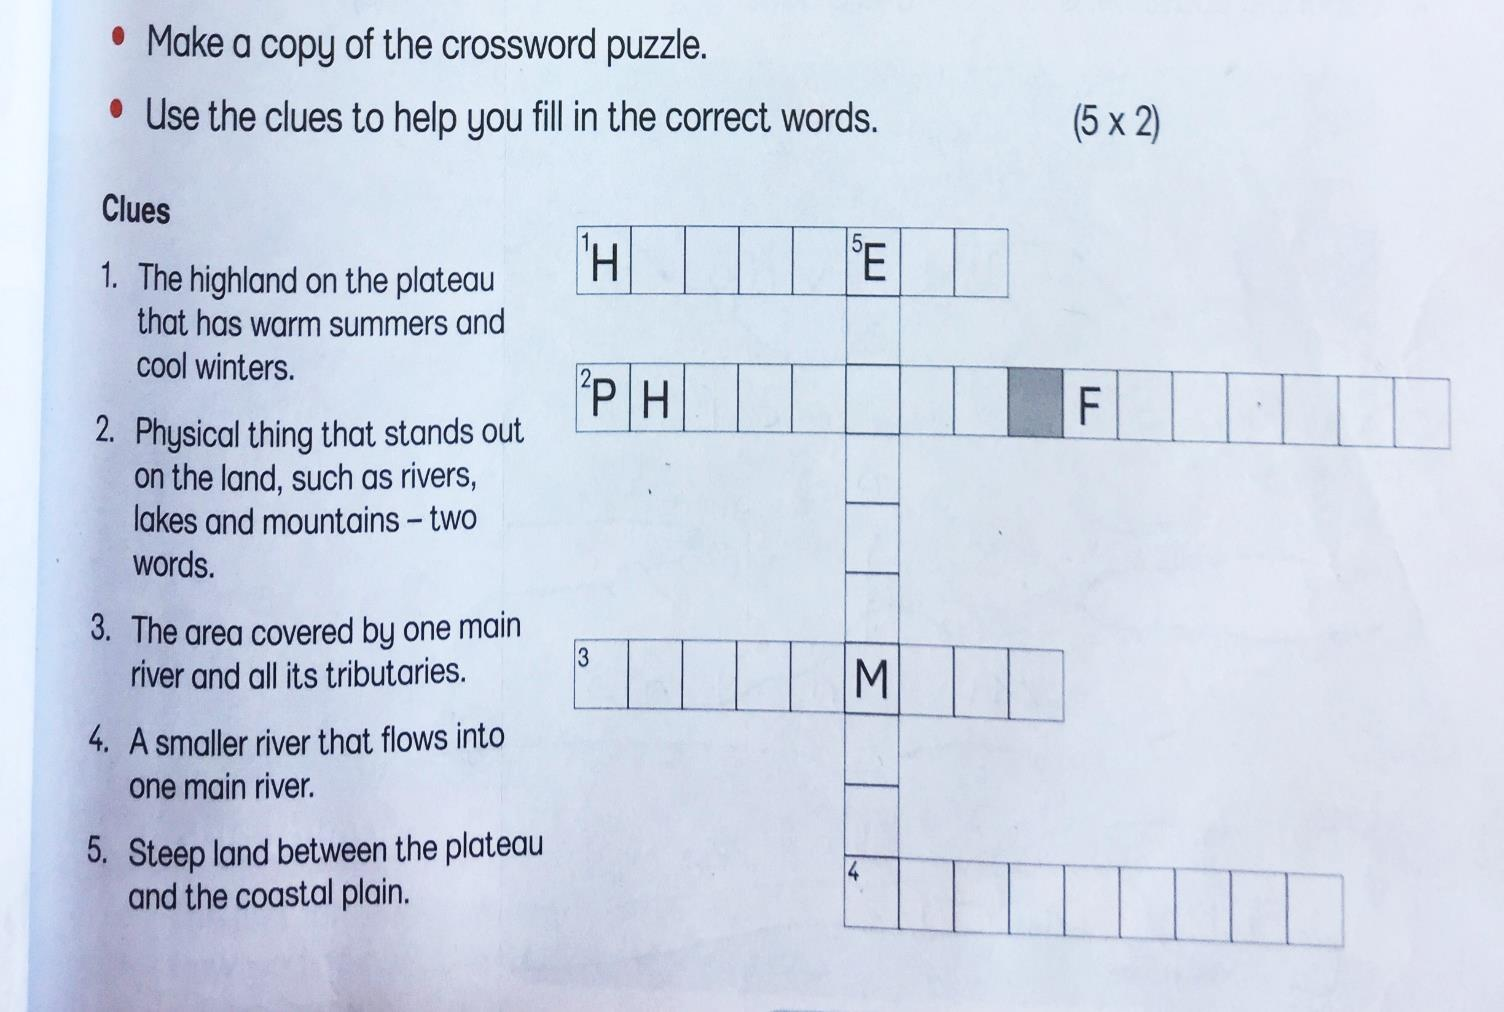 • Make a copy of the crossword puzzle.
• Use the clues to help you fill in the correct words. (5 x 2)
Clues
1. The highland on the plateau
that has warm summers and
cool winters.
2. Physical thing that stands out
on the land, such as rivers,
lakes and mountains – two
words.
3. The area covered by one main
river and all its tributaries.
4. A smaller river that flows into
one main river.
5. Steep land between the plateau
and the coastal plain.
1 H 5 E
2 P H F
3 M
4